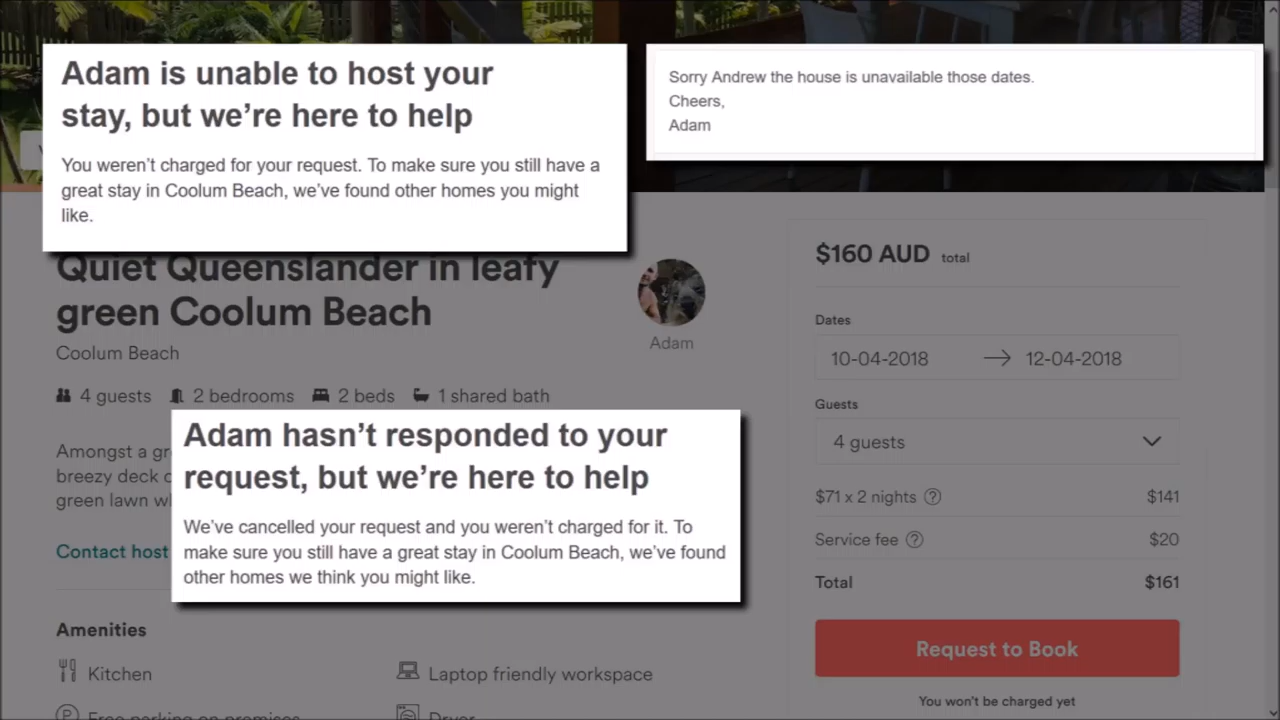 Adam is unable to host your
stay, but we're here to help
You weren't charged for your request. To make sure you still have a
great stay in Coolum Beach, we've found other homes you might
like.
Sorry Andrew the house is unavailable those dates.
Cheers,
Adam
Quiet Queenslander in leafy
green Coolum Beach
Coolum Beach
Adam
4 guests 2 bedrooms 2 beds 1 shared bath
Amongst a
breezy deck
green lawn
Adam hasn't responded to your
request, but we're here to help
We've cancelled your request and you weren't charged for it. To
make sure you still have a great stay in Coolum Beach, we've found
other homes we think you might like.
Contact host
Amenities
Kitchen
Laptop friendly workspace
Free parking on premises
Dryer
$160 AUD total
Dates
10-04-2018 → 12-04-2018
Guests
4 guests
$71 x 2 nights ? $141
Service fee ? $20
Total $161
Request to Book
You won't be charged yet